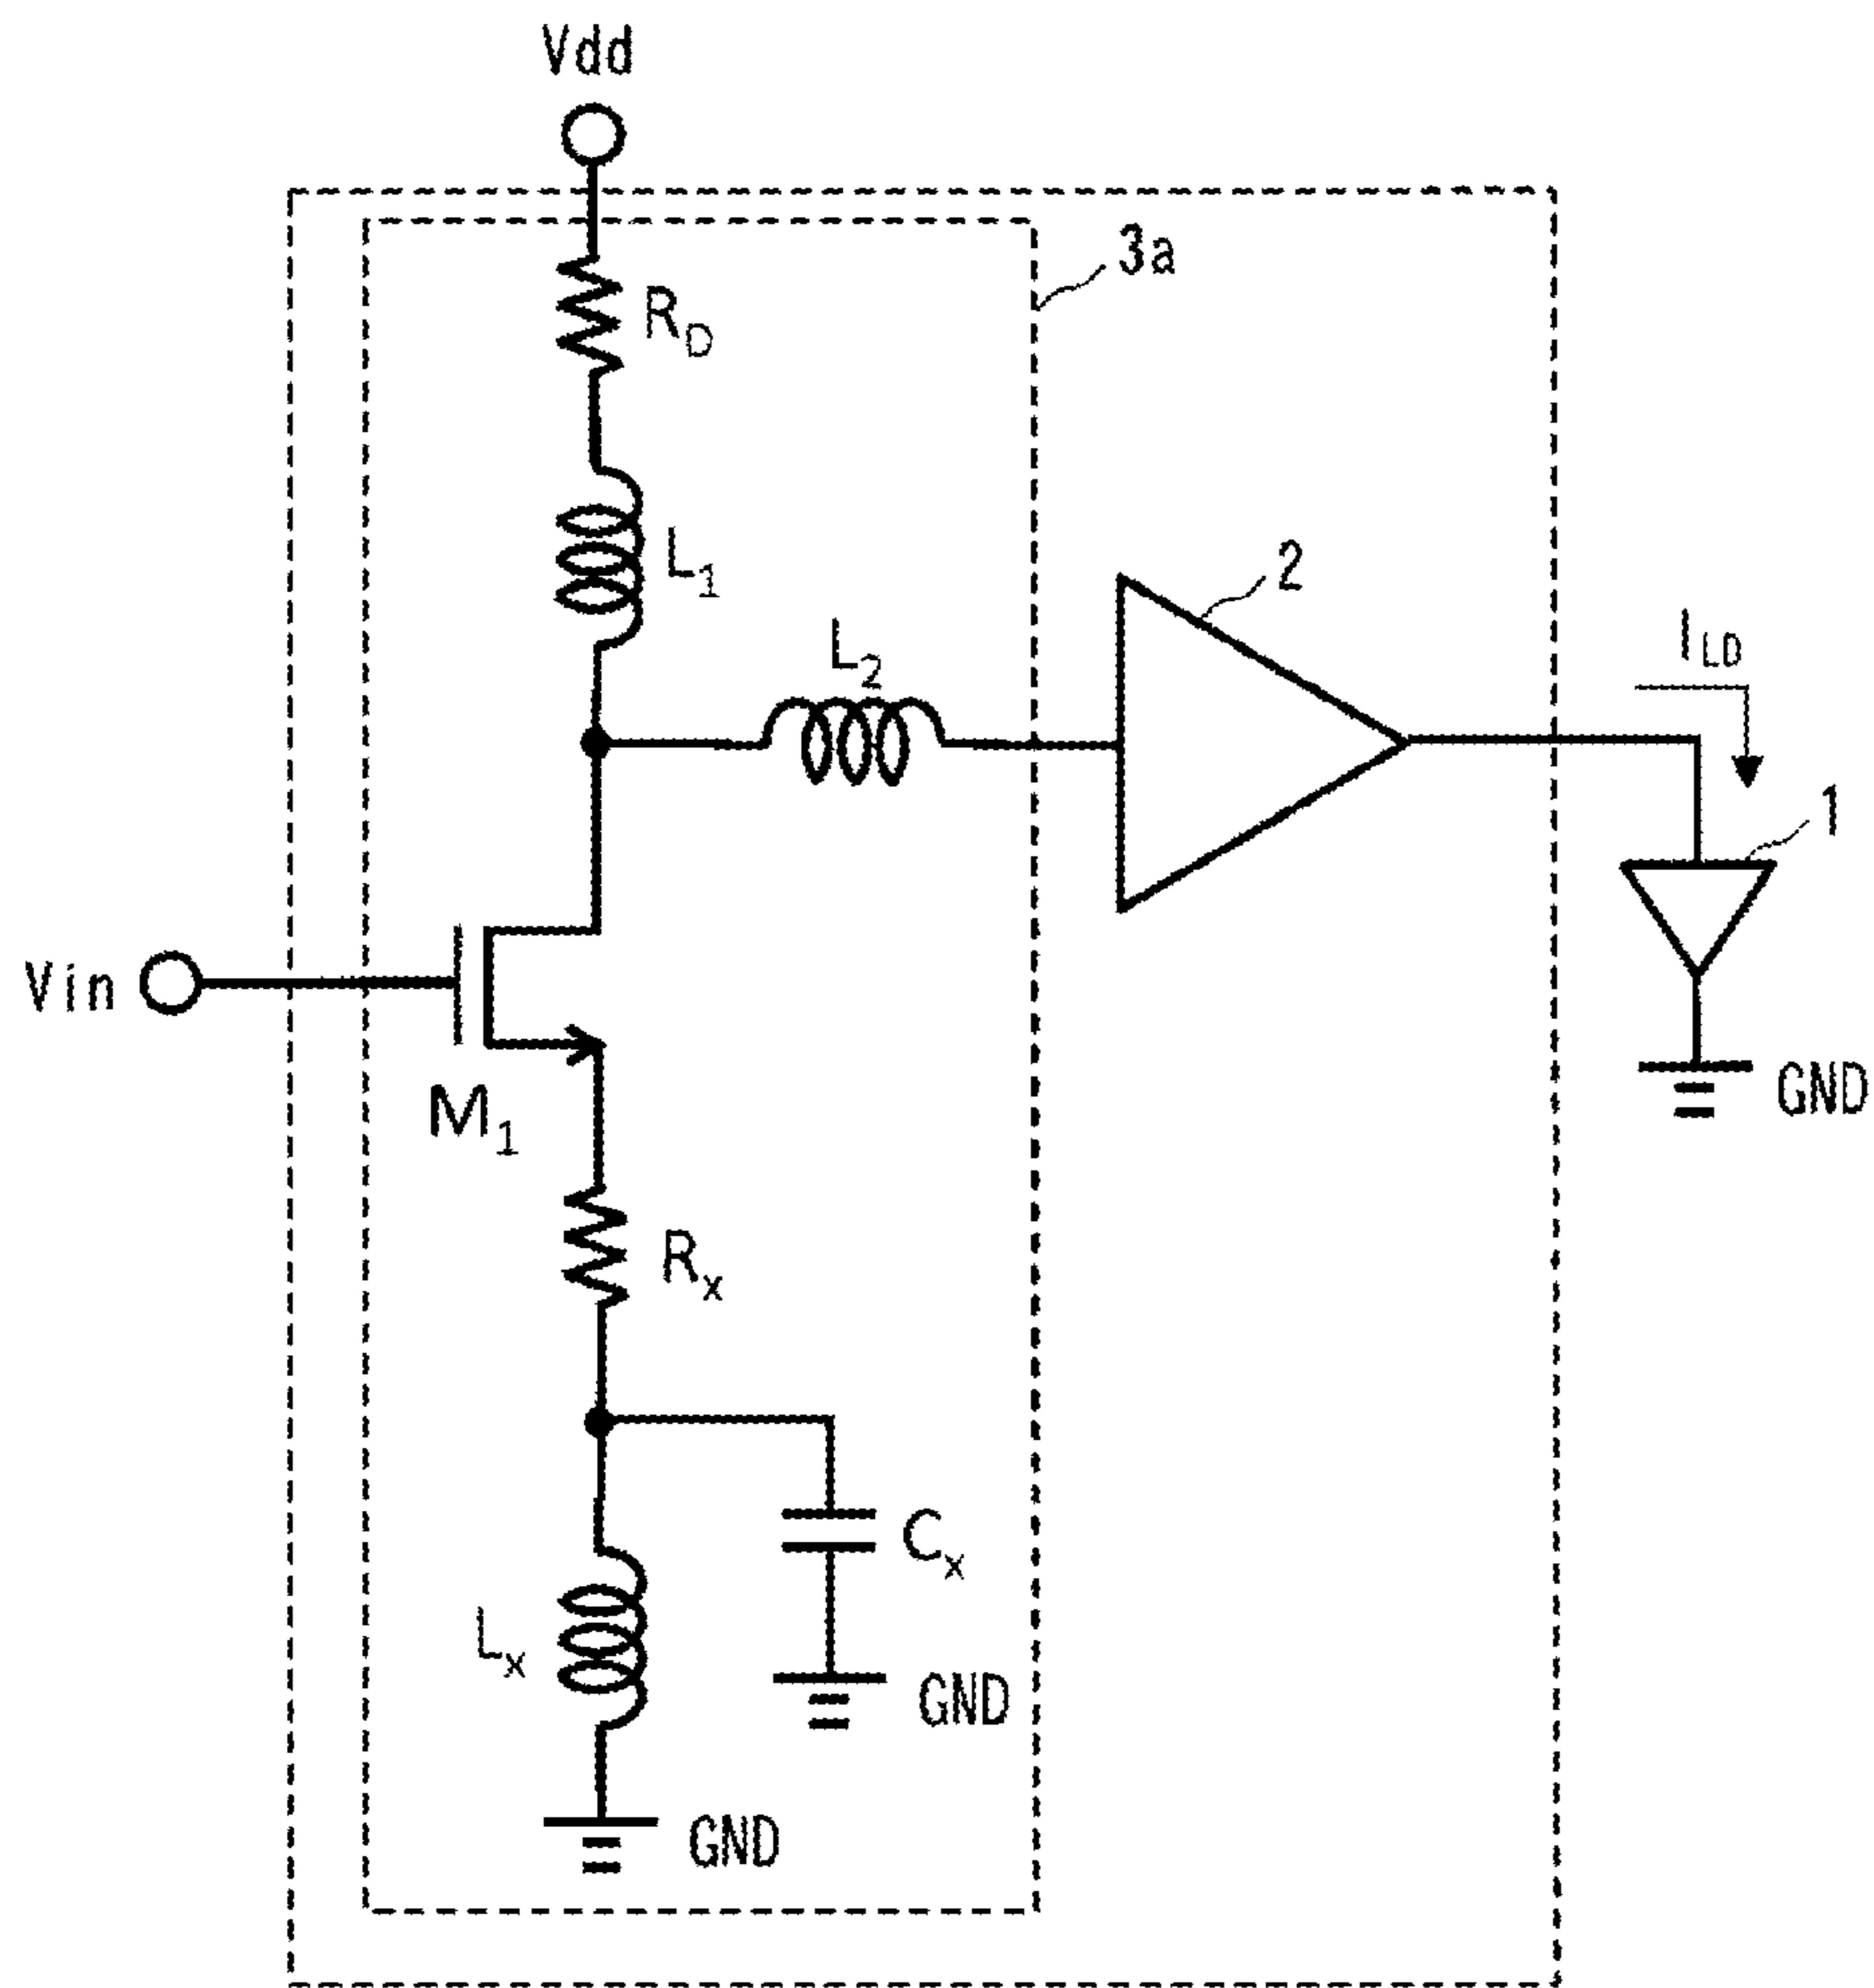 Vdd
3a
R_D
L_1
2
L_2
I_LD
1
Vin
M_1
GND
R_x
C_x
L_x
GND
GND